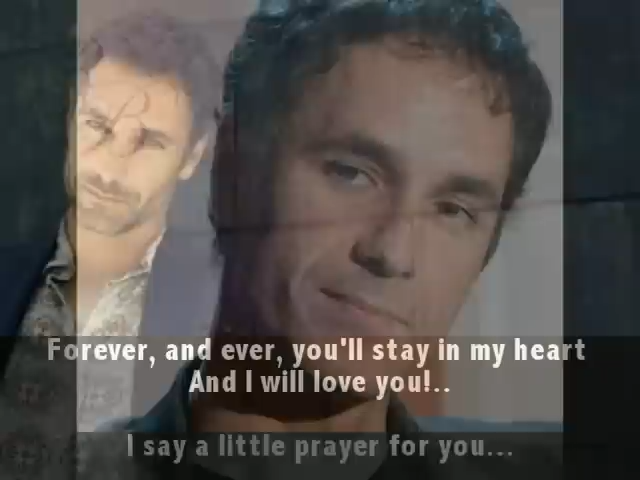 Forever, and ever, you'll stay in my heart
And I will love you!..
I say a little prayer for you...